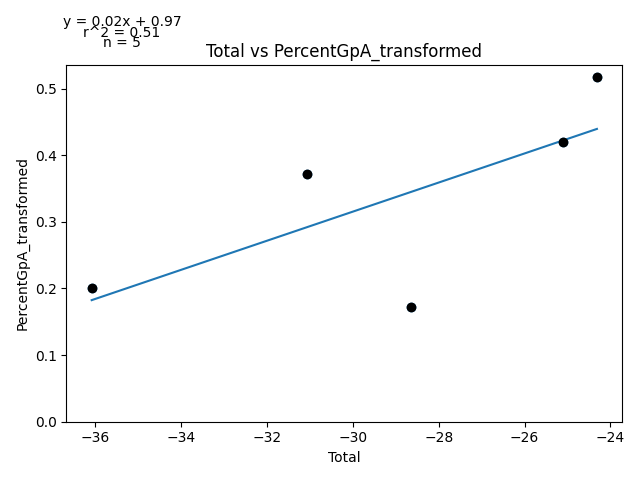 y = 0.02x + 0.97
r^2 = 0.51
n = 5
Total vs PercentGpA_transformed
PercentGpA_transformed
0.5
0.4
0.3
0.2
0.1
0.0
−36 −34 −32 −30 −28 −26 −24
Total